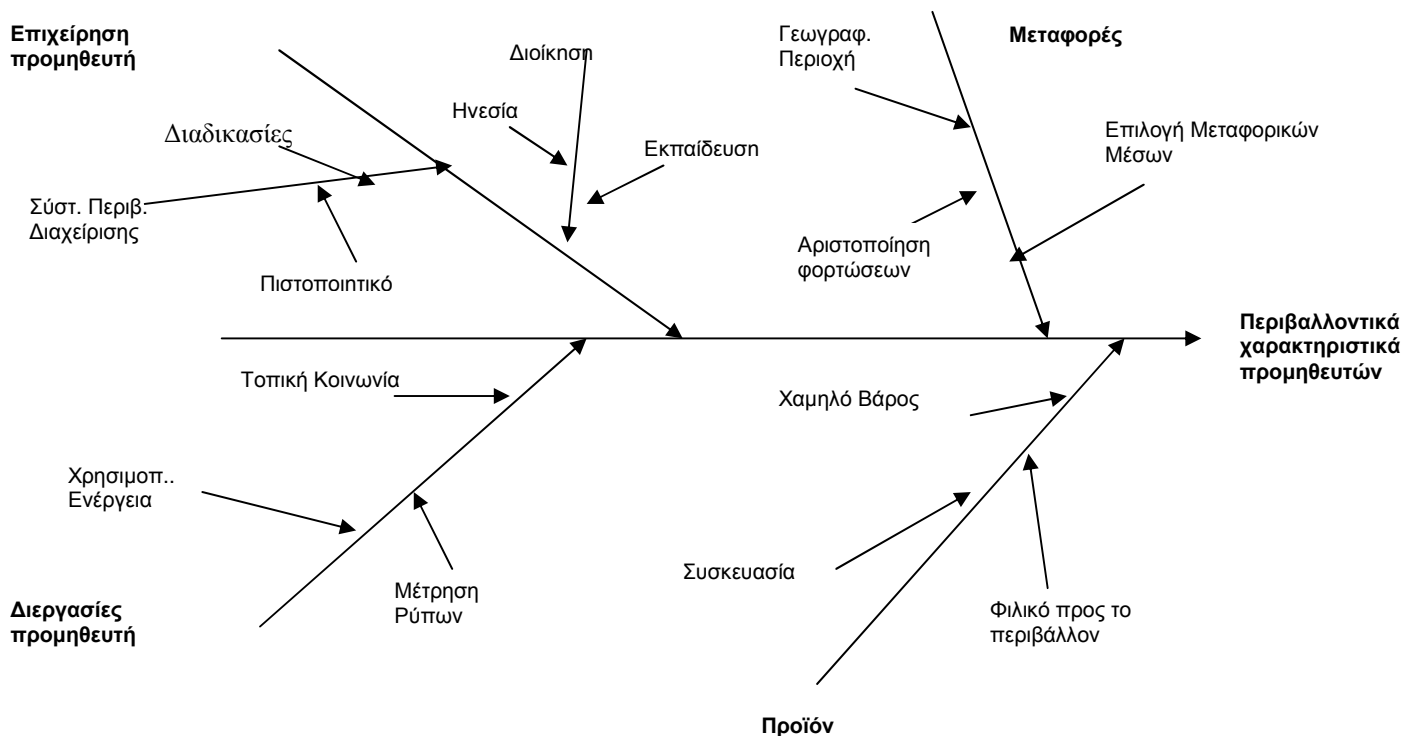 Επιχείρηση
προμηθευτή
Διοίκηση
Γεωγραφ.
Περιοχή
Μεταφορές
Ηνεσία
Διαδικασίες
Εκπαίδευση
Επιλογή Μεταφορικών
Μέσων
Σύστ. Περιβ.
Διαχείρισης
Πιστοποιητικό
Αριστοποίηση
φορτώσεων
Περιβαλλοντικά
χαρακτηριστικά
προμηθευτών
Τοπική Κοινωνία
Χαμηλό Βάρος
Χρησιμοπ..
Ενέργεια
Συσκευασία
Μέτρηση
Ρύπων
Φιλικό προς το
περιβάλλον
Διεργασίες
προμηθευτή
Προϊόν